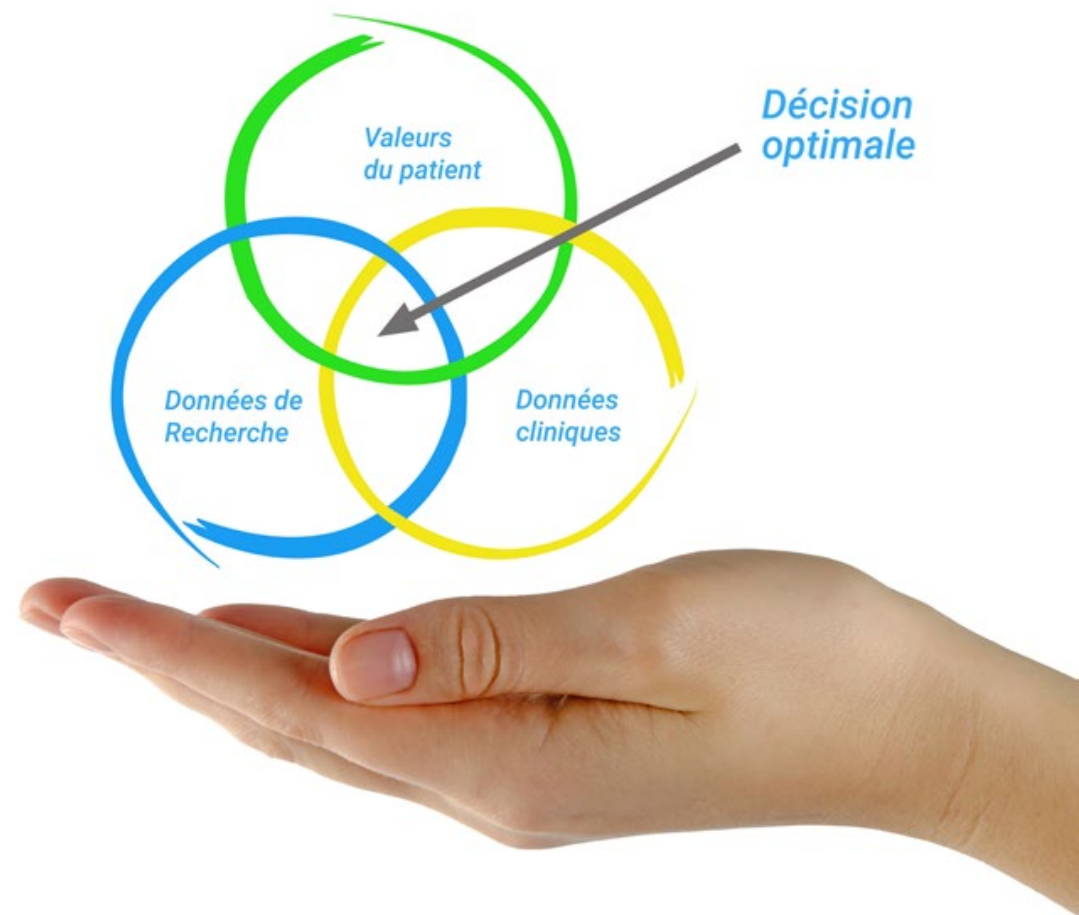 Valeurs
du patient
Décision
optimale
Données de
Recherche
Données
cliniques